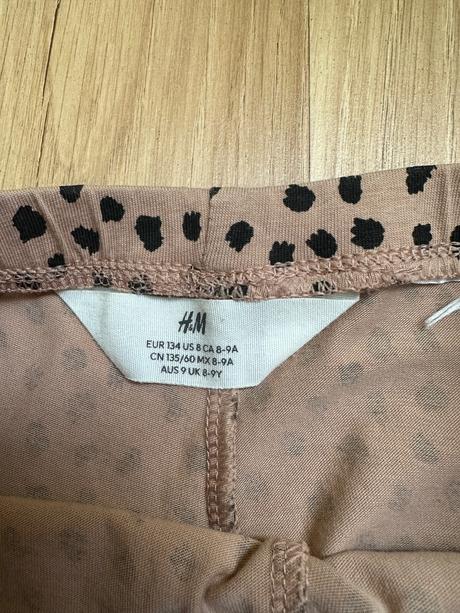 H&M
EUR 134 US 8 CA 8-9A
CN 135/60 MX 8-9A
AUS 9 UK 8-9Y